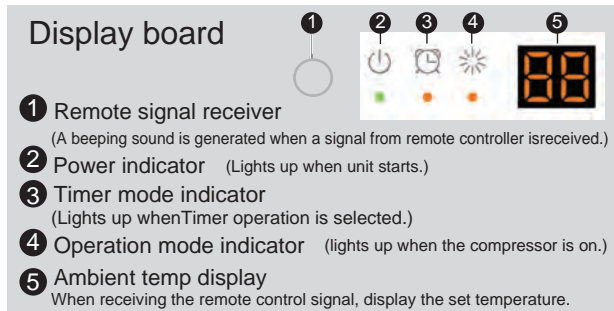 Display board
1 2 3 4 5
88
1 Remote signal receiver
(A beeping sound is generated when a signal from remote controller isreceived.)
2 Power indicator (Lights up when unit starts.)
3 Timer mode indicator
(Lights up whenTimer operation is selected.)
4 Operation mode indicator (lights up when the compressor is on.)
5 Ambient temp display
When receiving the remote control signal, display the set temperature.